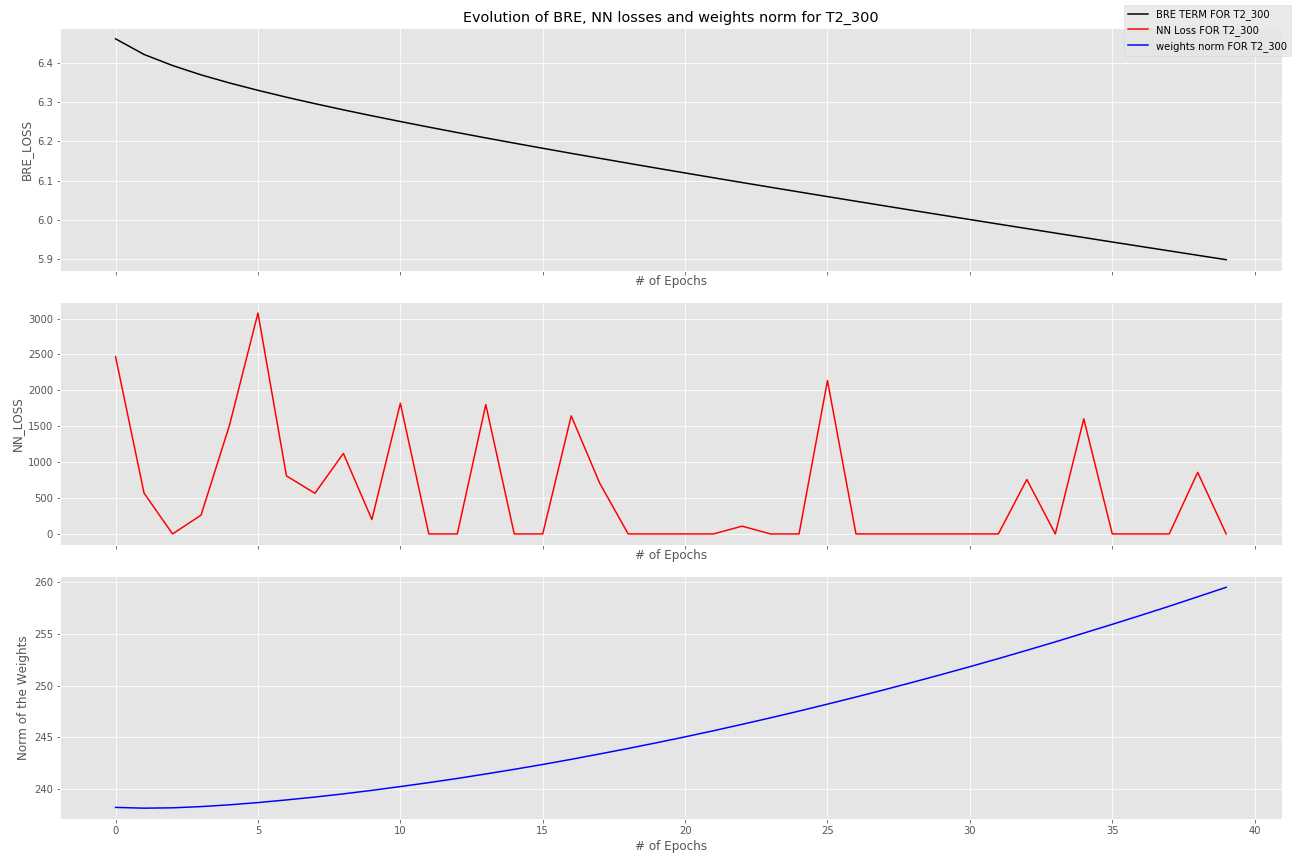 Evolution of BRE, NN losses and weights norm for T2_300
BRE TERM FOR T2_300
NN Loss FOR T2_300
weights norm FOR T2_300
BRE_LOSS
6.4
6.3
6.2
6.1
6.0
5.9
# of Epochs
NN_LOSS
3000
2500
2000
1500
1000
500
0
# of Epochs
Norm of the Weights
260
255
250
245
240
0 5 10 15 20 25 30 35 40
# of Epochs